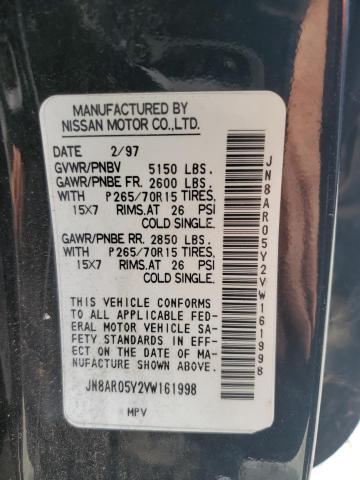 MANUFACTURED BY
NISSAN MOTOR CO.,LTD.
DATE 2/97
GVWR/PNBV 5150 LBS.
GAWR/PNBE FR. 2600 LBS.
WITH P265/70R15 TIRES.
15X7 RIMS.AT 26 PSI
COLD SINGLE.
GAWR/PNBE RR. 2850 LBS.
WITH P265/70R15 TIRES.
15X7 RIMS.AT 26 PSI
COLD SINGLE.
THIS VEHICLE CONFORMS
TO ALL APPLICABLE FED-
ERAL MOTOR VEHICLE SA-
FETY STANDARDS IN EFF-
ECT ON THE DATE OF MA-
NUFACTURE SHOWN ABOVE.
JN8AR05Y2VW161998
MPV
JN8AR05Y2VW161998